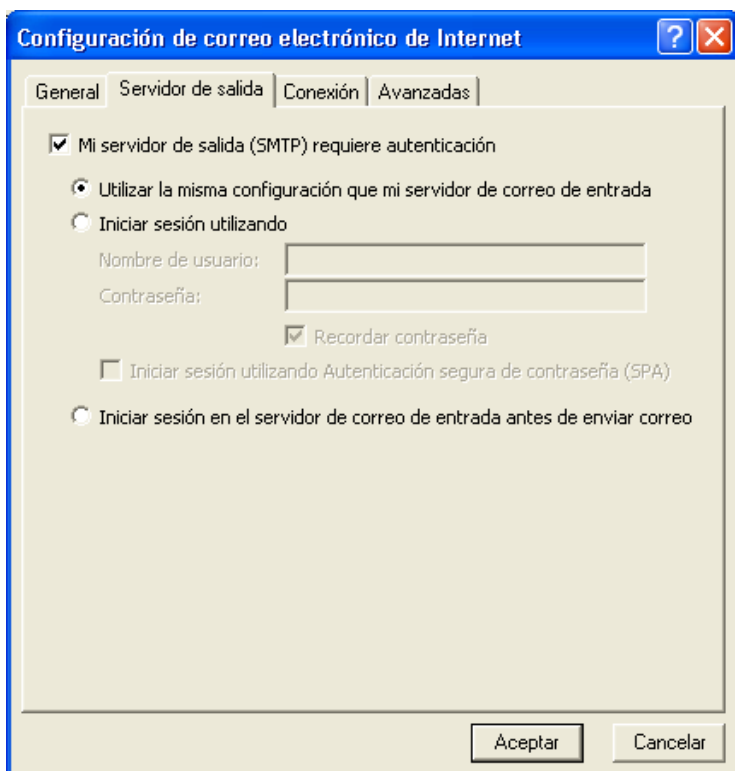 Configuración de correo electrónico de Internet
General Servidor de salida Conexión Avanzadas
Mi servidor de salida (SMTP) requiere autenticación
Utilizar la misma configuración que mi servidor de correo de entrada
Iniciar sesión utilizando
Nombre de usuario:
Contraseña:
Recordar contraseña
Iniciar sesión utilizando Autenticación segura de contraseña (SPA)
Iniciar sesión en el servidor de correo de entrada antes de enviar correo
Aceptar Cancelar